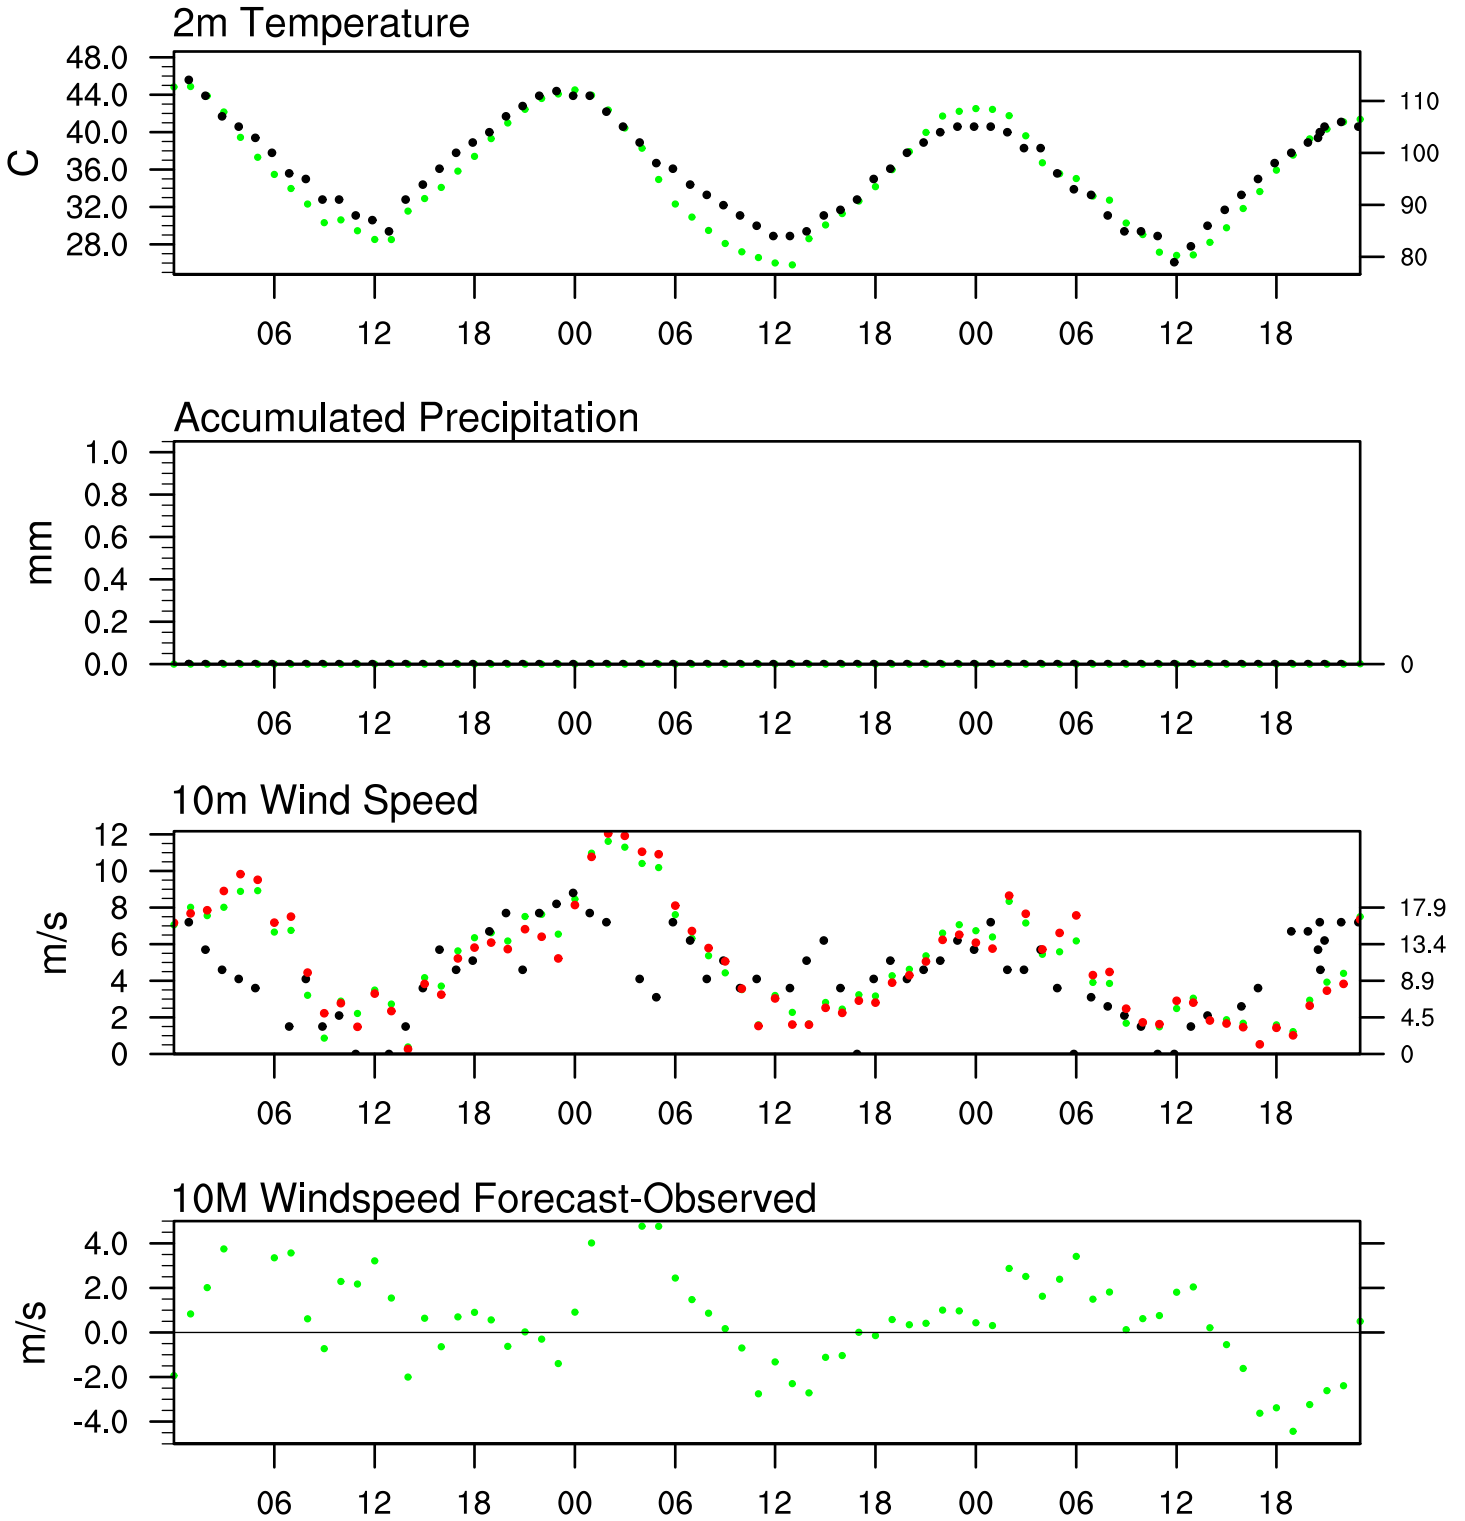 2m Temperature
48.0
44.0
40.0
36.0
32.0
28.0
C
110
100
90
80
06 12 18 00 06 12 18 00 06 12 18
Accumulated Precipitation
1.0
0.8
0.6
0.4
0.2
0.0
mm
0
06 12 18 00 06 12 18 00 06 12 18
10m Wind Speed
12
10
8
6
4
2
0
m/s
17.9
13.4
8.9
4.5
0
06 12 18 00 06 12 18 00 06 12 18
10M Windspeed Forecast-Observed
4.0
2.0
0.0
-2.0
-4.0
m/s
06 12 18 00 06 12 18 00 06 12 18